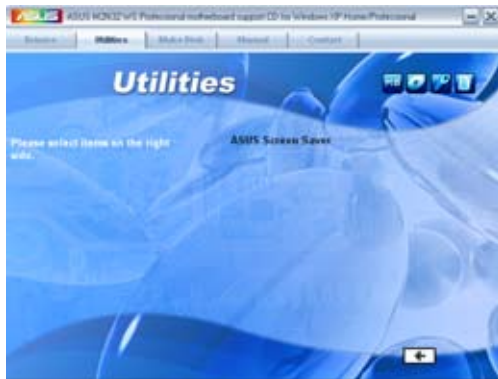 ASUS M2N32 WS Professional motherboard support CD for Windows XP Home/Professional
Drivers Utilities Make Disk Manual Contact
Utilities
Please select items on the right side.
ASUS Screen Saver